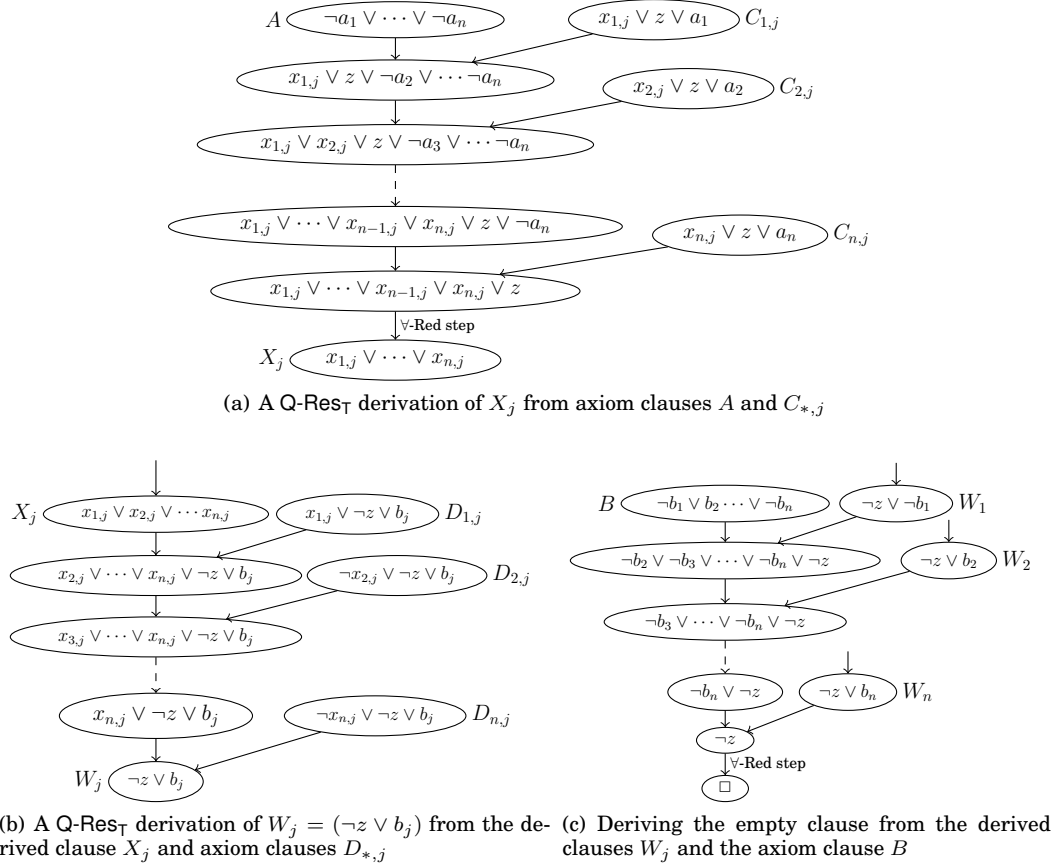 A ¬a₁ ∨ ⋯ ∨ ¬aₙ x₁,ⱼ ∨ z ∨ a₁ C₁,ⱼ
x₁,ⱼ ∨ z ∨ ¬a₂ ∨ ⋯ ¬aₙ x₂,ⱼ ∨ z ∨ a₂ C₂,ⱼ
x₁,ⱼ ∨ x₂,ⱼ ∨ z ∨ ¬a₃ ∨ ⋯ ¬aₙ
x₁,ⱼ ∨ ⋯ ∨ xₙ₋₁,ⱼ ∨ xₙ,ⱼ ∨ z ∨ ¬aₙ xₙ,ⱼ ∨ z ∨ aₙ Cₙ,ⱼ
x₁,ⱼ ∨ ⋯ ∨ xₙ₋₁,ⱼ ∨ xₙ,ⱼ ∨ z
∀-Red step
Xⱼ x₁,ⱼ ∨ ⋯ ∨ xₙ,ⱼ
(a) A Q-Res_T derivation of Xⱼ from axiom clauses A and C∗,ⱼ
Xⱼ x₁,ⱼ ∨ x₂,ⱼ ∨ ⋯ xₙ,ⱼ x₁,ⱼ ∨ ¬z ∨ bⱼ D₁,ⱼ
x₂,ⱼ ∨ ⋯ ∨ xₙ,ⱼ ∨ ¬z ∨ bⱼ ¬x₂,ⱼ ∨ ¬z ∨ bⱼ D₂,ⱼ
x₃,ⱼ ∨ ⋯ ∨ xₙ,ⱼ ∨ ¬z ∨ bⱼ
xₙ,ⱼ ∨ ¬z ∨ bⱼ ¬xₙ,ⱼ ∨ ¬z ∨ bⱼ Dₙ,ⱼ
Wⱼ ¬z ∨ bⱼ
(b) A Q-Res_T derivation of Wⱼ = (¬z ∨ bⱼ) from the de-
rived clause Xⱼ and axiom clauses D∗,ⱼ
B ¬b₁ ∨ b₂ ⋯ ∨ ¬bₙ ¬z ∨ ¬b₁ W₁
¬b₂ ∨ ¬b₃ ∨ ⋯ ∨ ¬bₙ ∨ ¬z ¬z ∨ b₂ W₂
¬b₃ ∨ ⋯ ∨ ¬bₙ ∨ ¬z
¬bₙ ∨ ¬z ¬z ∨ bₙ Wₙ
¬z
∀-Red step
□
(c) Deriving the empty clause from the derived
clauses Wⱼ and the axiom clause B